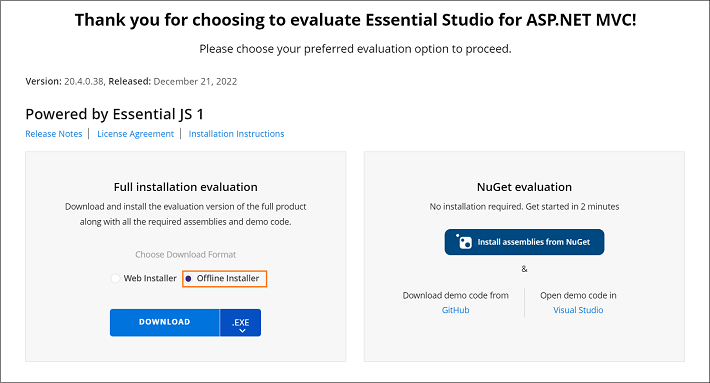 Thank you for choosing to evaluate Essential Studio for ASP.NET MVC!
Please choose your preferred evaluation option to proceed.
Version: 20.4.0.38, Released: December 21, 2022
Powered by Essential JS 1
Release Notes | License Agreement | Installation Instructions
Full installation evaluation
Download and install the evaluation version of the full product
along with all the required assemblies and demo code.
Choose Download Format
Web Installer Offline Installer
DOWNLOAD .EXE
NuGet evaluation
No installation required. Get started in 2 minutes
Install assemblies from NuGet
&
Download demo code from
GitHub
Open demo code in
Visual Studio